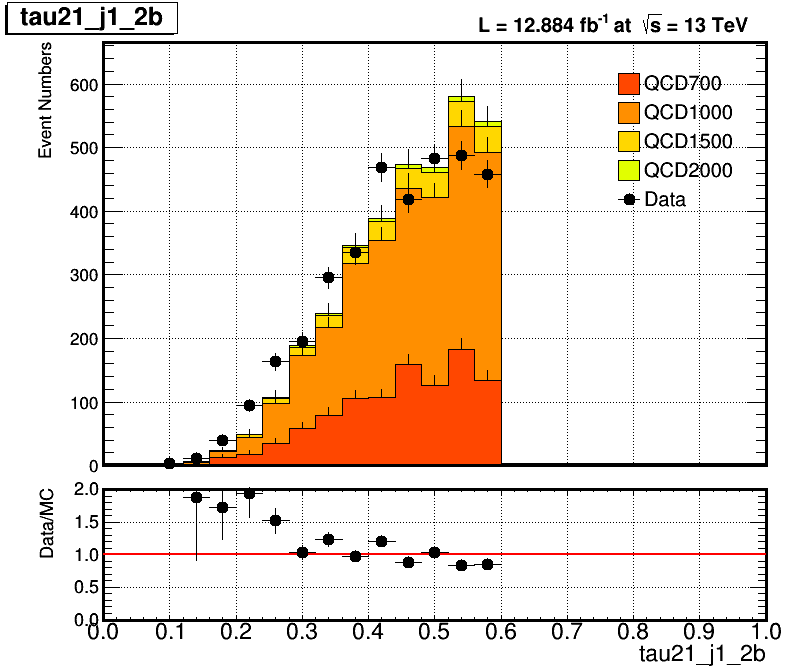 tau21_j1_2b
L = 12.884 fb⁻¹ at √s = 13 TeV
Event Numbers
600
500
400
300
200
100
0
QCD700
QCD1000
QCD1500
QCD2000
Data
Data/MC
2.0
1.5
1.0
0.5
0.0
0.0 0.1 0.2 0.3 0.4 0.5 0.6 0.7 0.8 0.9 1.0
tau21_j1_2b